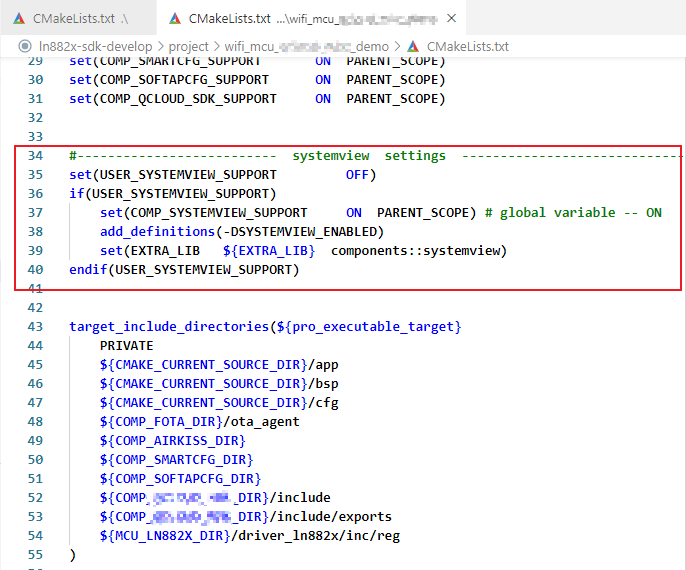 CMakeLists.txt .\
CMakeLists.txt ...\wifi_mcu_
ln882x-sdk-develop > project > wifi_mcu_ _demo > CMakeLists.txt
29 set(COMP_SMARTCFG_SUPPORT ON PARENT_SCOPE)
30 set(COMP_SOFTAPCFG_SUPPORT ON PARENT_SCOPE)
31 set(COMP_QCLOUD_SDK_SUPPORT ON PARENT_SCOPE)
32
33
34 #-------------------------- systemview settings -----------------------------
35 set(USER_SYSTEMVIEW_SUPPORT OFF)
36 if(USER_SYSTEMVIEW_SUPPORT)
37 set(COMP_SYSTEMVIEW_SUPPORT ON PARENT_SCOPE) # global variable -- ON
38 add_definitions(-DSYSTEMVIEW_ENABLED)
39 set(EXTRA_LIB ${EXTRA_LIB} components::systemview)
40 endif(USER_SYSTEMVIEW_SUPPORT)
41
42
43 target_include_directories(${pro_executable_target}
44 PRIVATE
45 ${CMAKE_CURRENT_SOURCE_DIR}/app
46 ${CMAKE_CURRENT_SOURCE_DIR}/bsp
47 ${CMAKE_CURRENT_SOURCE_DIR}/cfg
48 ${COMP_FOTA_DIR}/ota_agent
49 ${COMP_AIRKISS_DIR}
50 ${COMP_SMARTCFG_DIR}
51 ${COMP_SOFTAPCFG_DIR}
52 ${COMP_ _DIR}/include
53 ${COMP_ _DIR}/include/exports
54 ${MCU_LN882X_DIR}/driver_ln882x/inc/reg
55 )